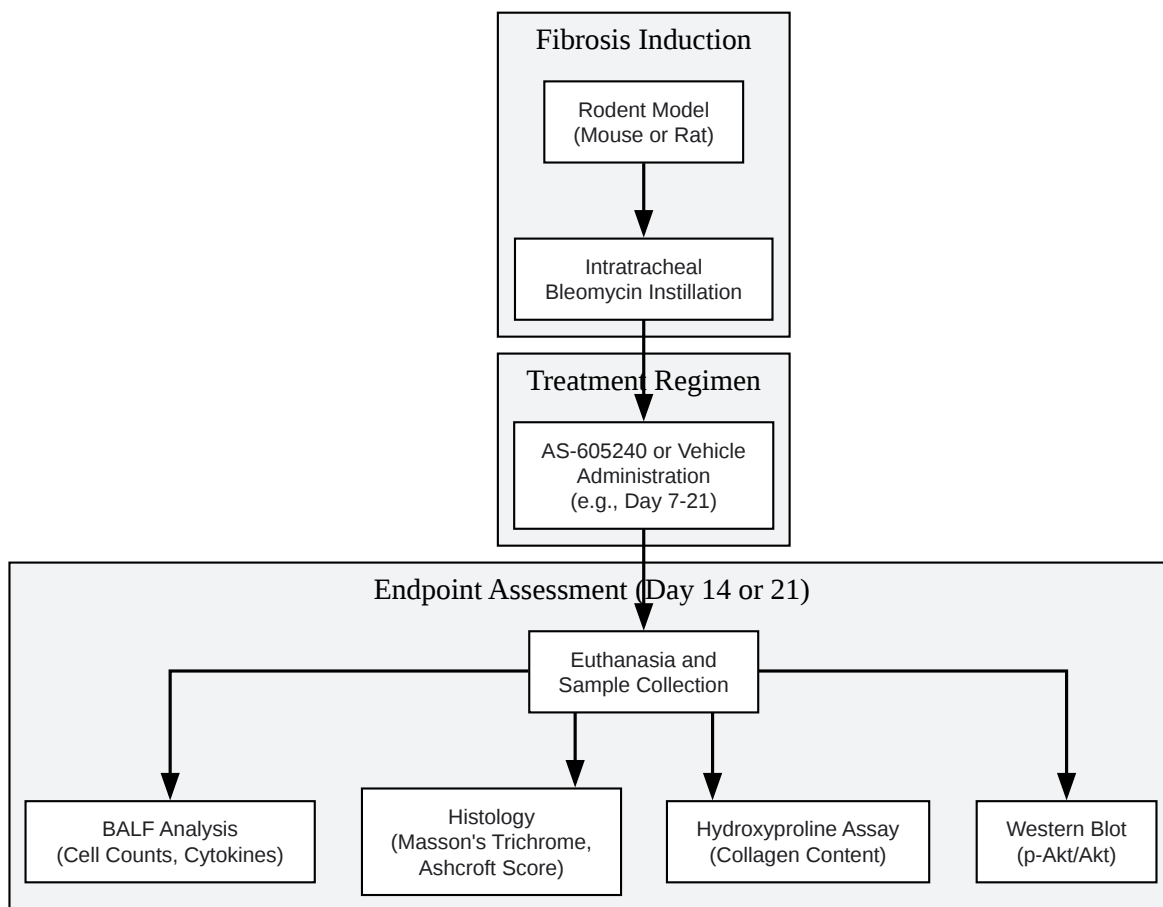 Fibrosis Induction
Rodent Model
(Mouse or Rat)
Intratracheal
Bleomycin Instillation
Treatment Regimen
AS-605240 or Vehicle
Administration
(e.g., Day 7-21)
Endpoint Assessment (Day 14 or 21)
Euthanasia and
Sample Collection
BALF Analysis
(Cell Counts, Cytokines)
Histology
(Masson's Trichrome,
Ashcroft Score)
Hydroxyproline Assay
(Collagen Content)
Western Blot
(p-Akt/Akt)